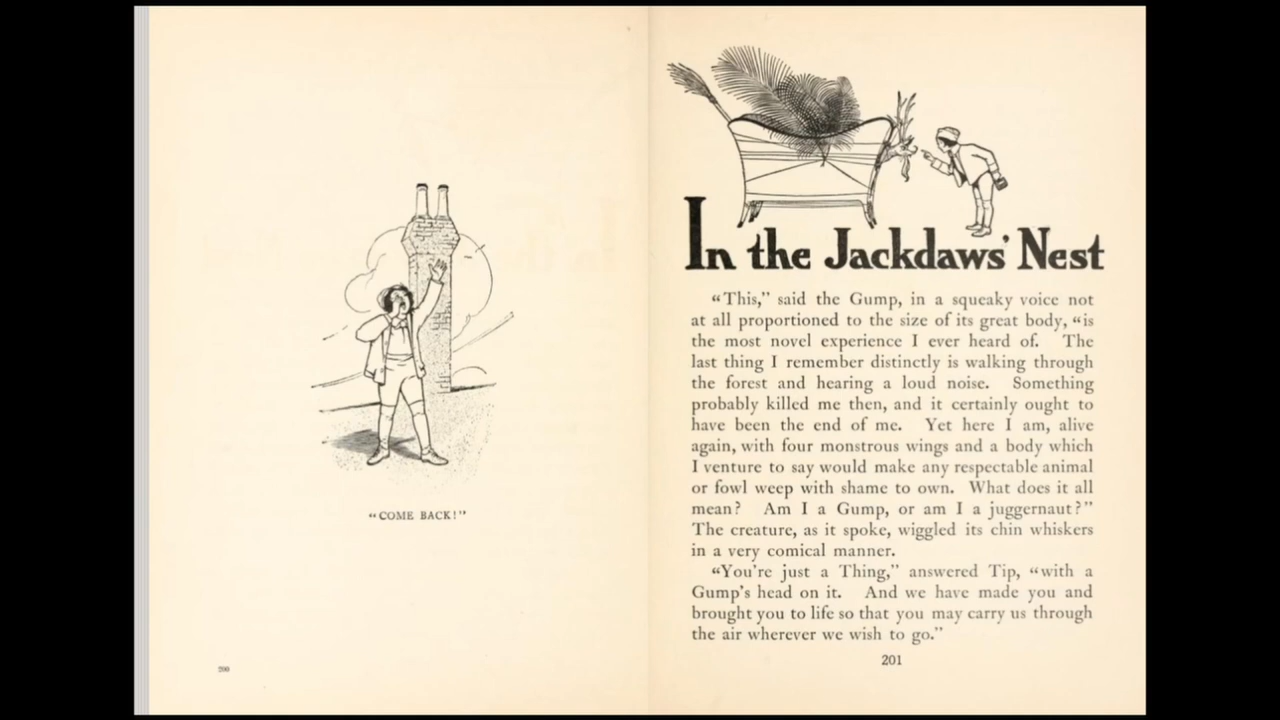 "COME BACK!"
200
In the Jackdaws' Nest
"This," said the Gump, in a squeaky voice not
at all proportioned to the size of its great body, "is
the most novel experience I ever heard of. The
last thing I remember distinctly is walking through
the forest and hearing a loud noise. Something
probably killed me then, and it certainly ought to
have been the end of me. Yet here I am, alive
again, with four monstrous wings and a body which
I venture to say would make any respectable animal
or fowl weep with shame to own. What does it all
mean? Am I a Gump, or am I a juggernaut?"
The creature, as it spoke, wiggled its chin whiskers
in a very comical manner.
"You're just a Thing," answered Tip, "with a
Gump's head on it. And we have made you and
brought you to life so that you may carry us through
the air wherever we wish to go."
201